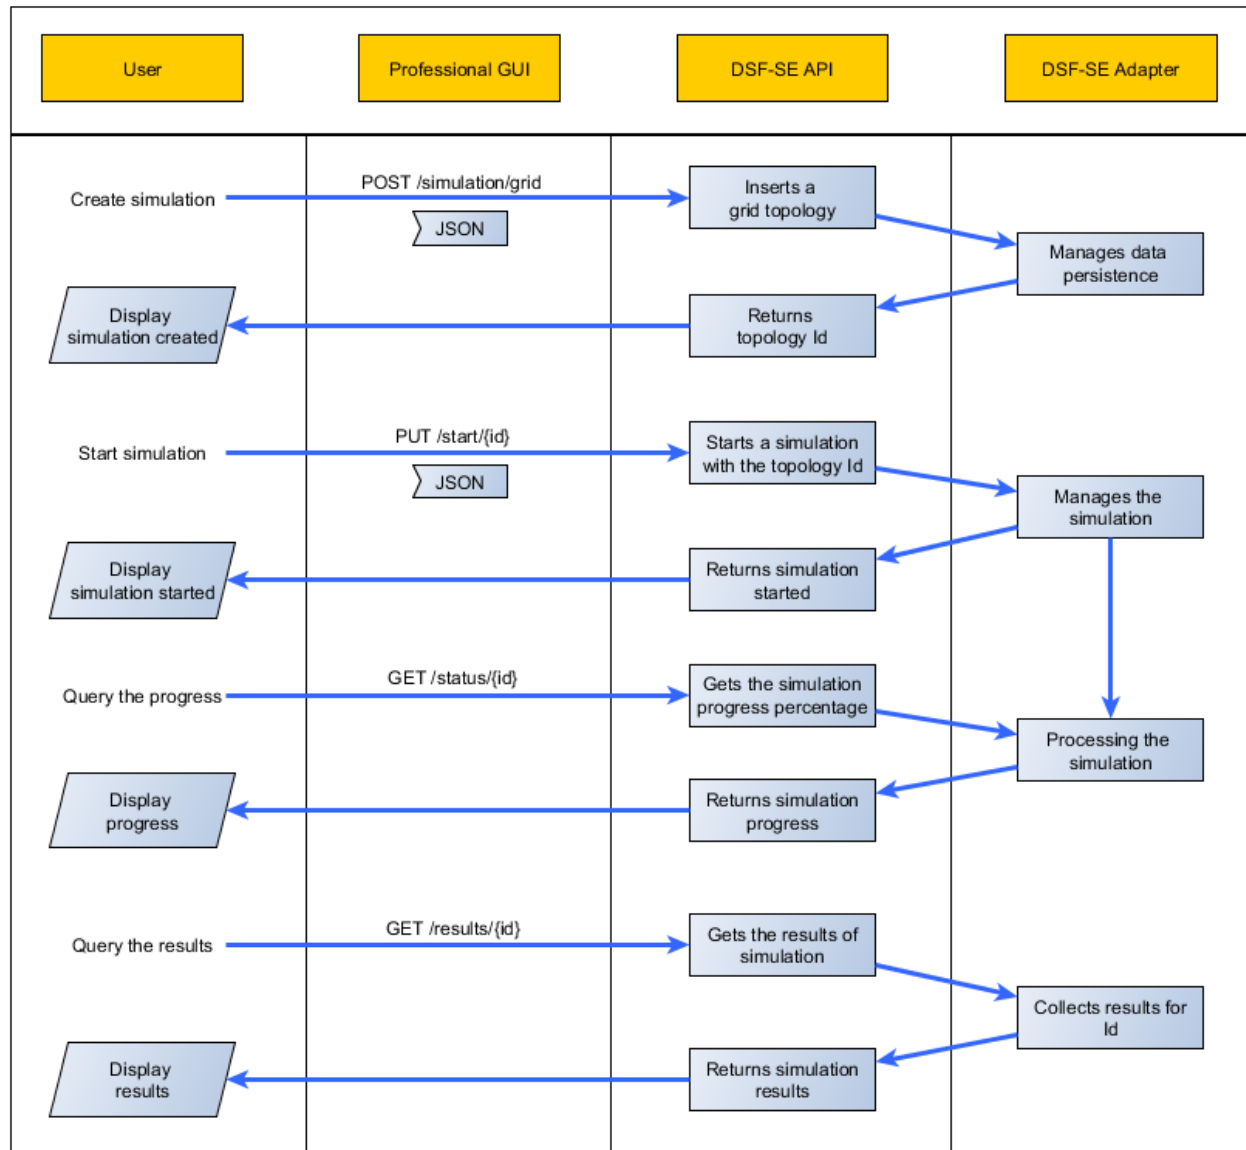 User
Professional GUI
DSF-SE API
DSF-SE Adapter
Create simulation
POST /simulation/grid
JSON
Inserts a
grid topology
Manages data
persistence
Returns
topology Id
Display
simulation created
Start simulation
PUT /start/{id}
JSON
Starts a simulation
with the topology Id
Manages the
simulation
Returns simulation
started
Display
simulation started
Query the progress
GET /status/{id}
Gets the simulation
progress percentage
Processing the
simulation
Returns simulation
progress
Display
progress
Query the results
GET /results/{id}
Gets the results of
simulation
Collects results for
Id
Returns simulation
results
Display
results